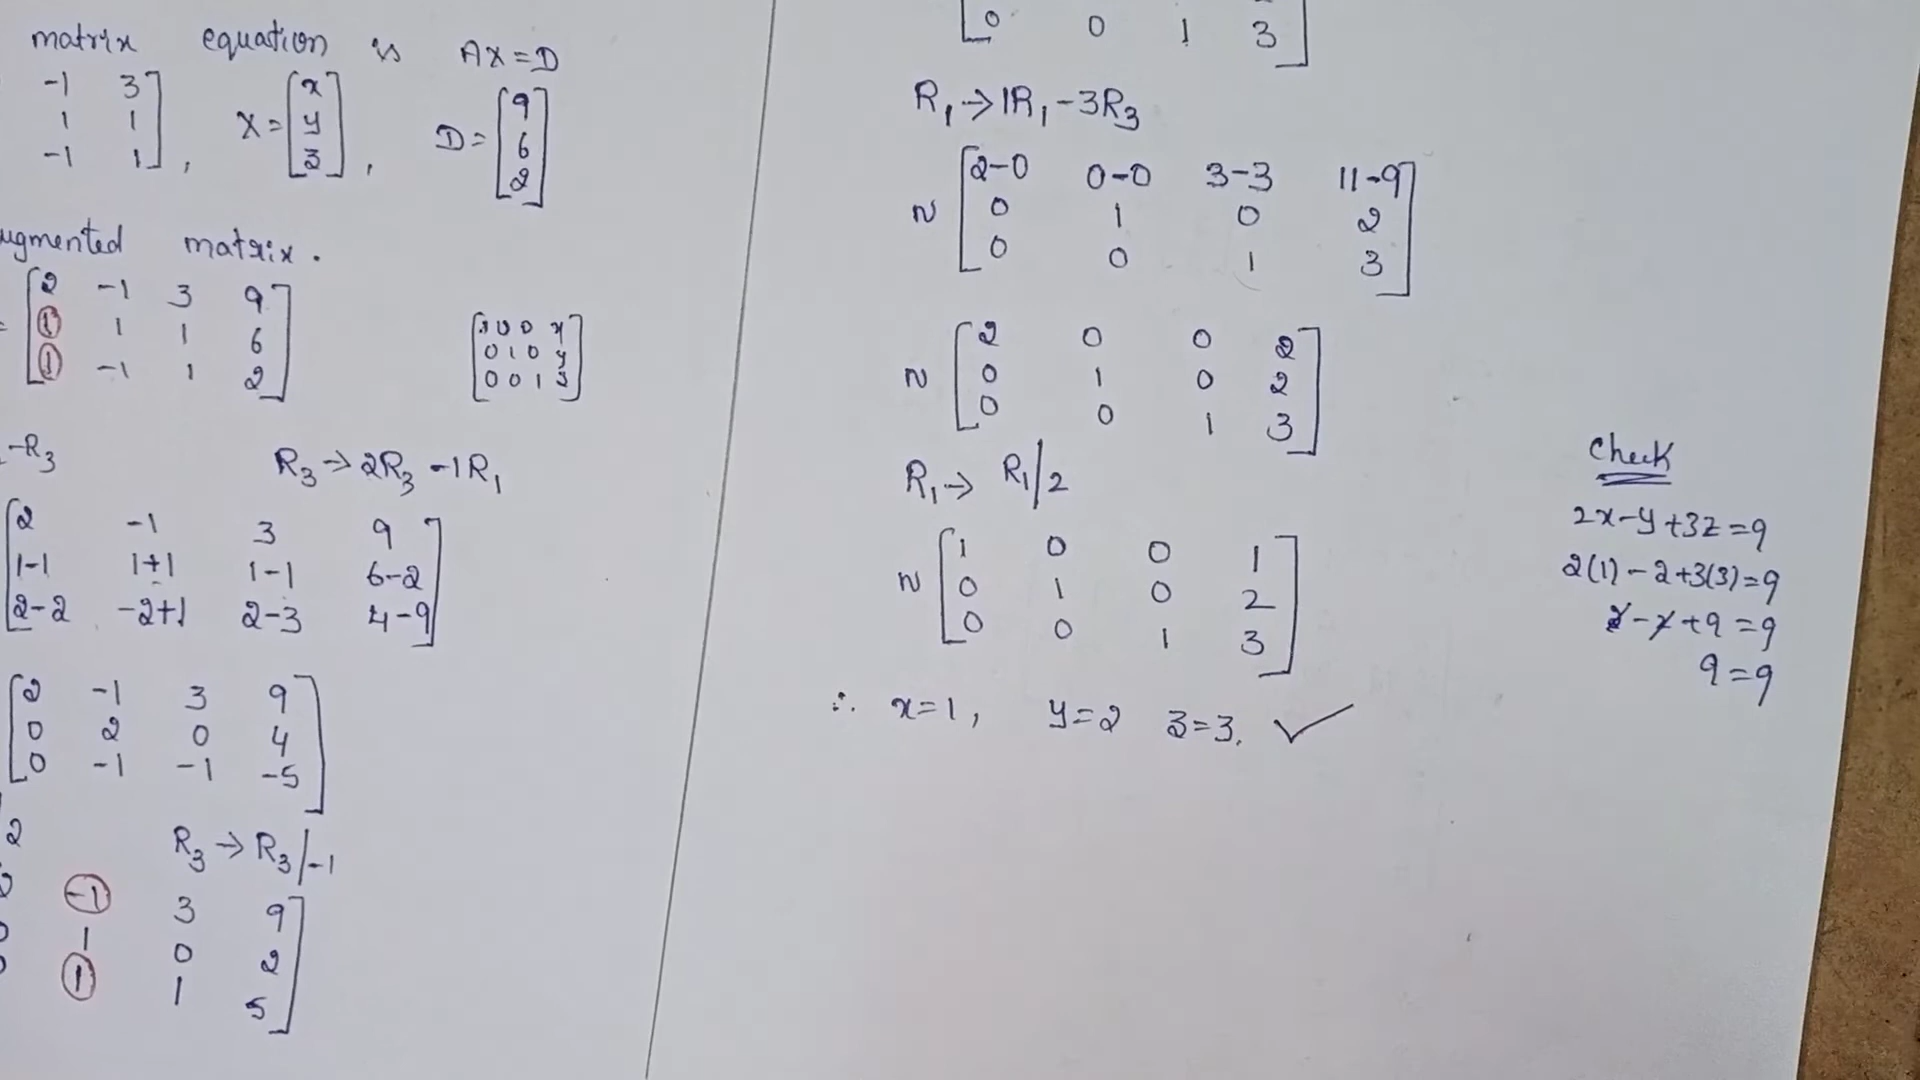 matrix equation is AX=D
-1 3
1 1
-1 1 ,
X= x
y
3 ,
D= 9
6
2
ugmented matrix.
= 2 -1 3 9
1 1 1 6
1 -1 1 2
1 0 0 x
0 1 0 y
0 0 1 3
-R3 R3→2R3-1R1
2 -1 3 9
1-1 1+1 1-1 6-2
2-2 -2+1 2-3 4-9
2 -1 3 9
0 2 0 4
0 -1 -1 -5
2 R3→R3/-1
-1 3 9
1 0 2
1 1 5
0 0 1 3
R1→1R1-3R3
~ 2-0 0-0 3-3 11-9
0 1 0 2
0 0 1 3
~ 2 0 0 2
0 1 0 2
0 0 1 3
R1→ R1/2
~ 1 0 0 1
0 1 0 2
0 0 1 3
∴ x=1, y=2 3=3.
Check
2x-y+3z=9
2(1)-2+3(3)=9
2-2+9=9
9=9